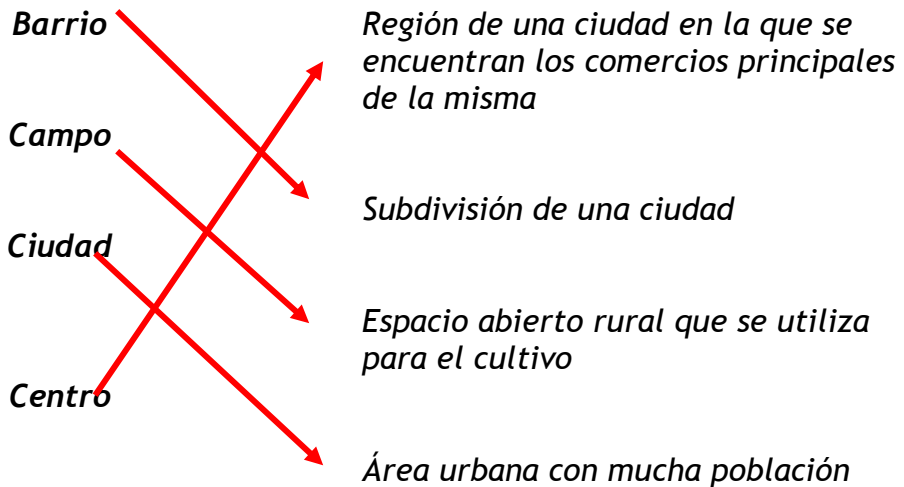 Barrio
Región de una ciudad en la que se
encuentran los comercios principales
de la misma
Campo
Subdivisión de una ciudad
Ciudad
Espacio abierto rural que se utiliza
para el cultivo
Centro
Área urbana con mucha población